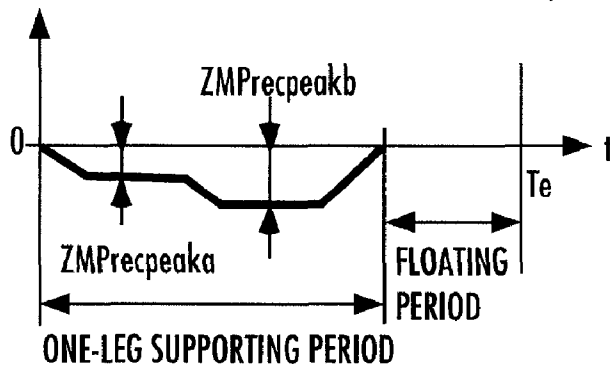 ZMPrecpeakb
0
t
Te
ZMPrecpeaka
FLOATING
PERIOD
ONE-LEG SUPPORTING PERIOD